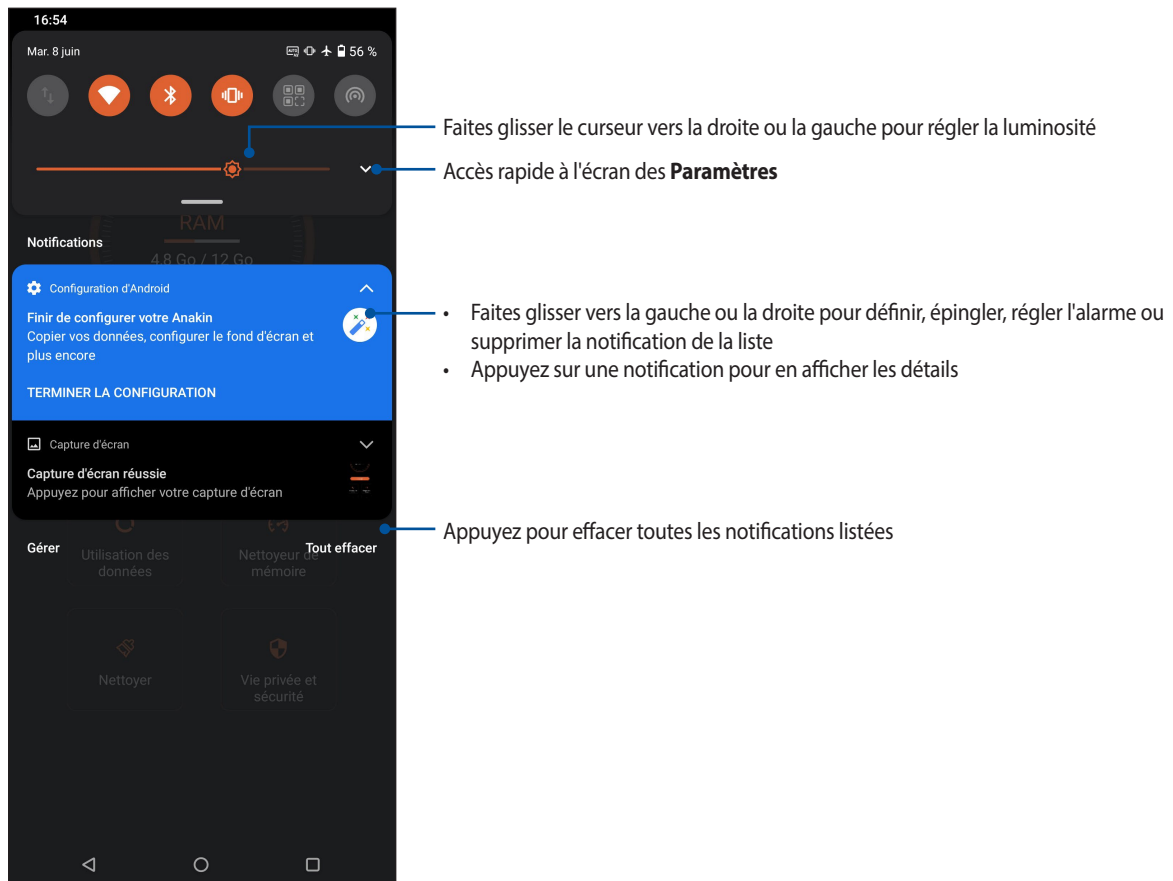 16:54
Mar. 8 juin
56 %
Faites glisser le curseur vers la droite ou la gauche pour régler la luminosité
Accès rapide à l'écran des Paramètres
RAM
Notifications
4.8 Go / 12 Go
Configuration d'Android
Finir de configurer votre Anakin
Copier vos données, configurer le fond d'écran et
plus encore
TERMINER LA CONFIGURATION
• Faites glisser vers la gauche ou la droite pour définir, épingler, régler l'alarme ou
supprimer la notification de la liste
• Appuyez sur une notification pour en afficher les détails
Capture d'écran
Capture d'écran réussie
Appuyez pour afficher votre capture d'écran
Appuyez pour effacer toutes les notifications listées
Gérer
Tout effacer
Utilisation des
données
Nettoyeur de
mémoire
Nettoyer
Vie privée et
sécurité